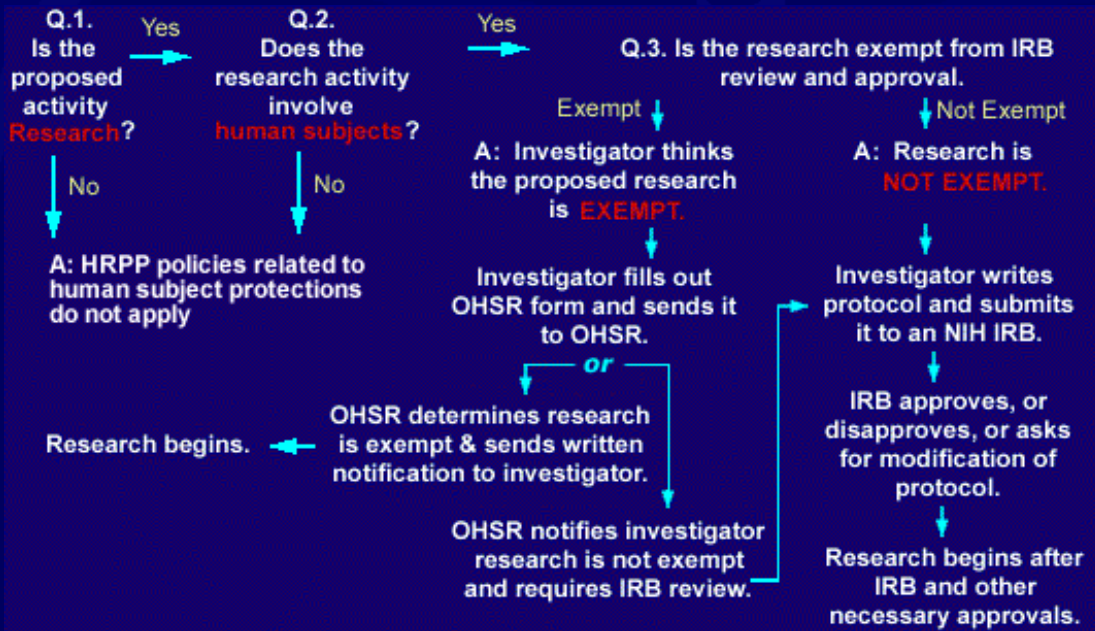 Q.1.
Is the
proposed
activity
Research?
Yes
Q.2.
Does the
research activity
involve
human subjects?
Yes
Q.3. Is the research exempt from IRB
review and approval.
No
No
A: HRPP policies related to
human subject protections
do not apply
Exempt
A: Investigator thinks
the proposed research
is EXEMPT.
Investigator fills out
OHSR form and sends it
to OHSR.
or
OHSR determines research
is exempt & sends written
notification to investigator.
Research begins.
OHSR notifies investigator
research is not exempt
and requires IRB review.
Not Exempt
A: Research is
NOT EXEMPT.
Investigator writes
protocol and submits
it to an NIH IRB.
IRB approves, or
disapproves, or asks
for modification of
protocol.
Research begins after
IRB and other
necessary approvals.